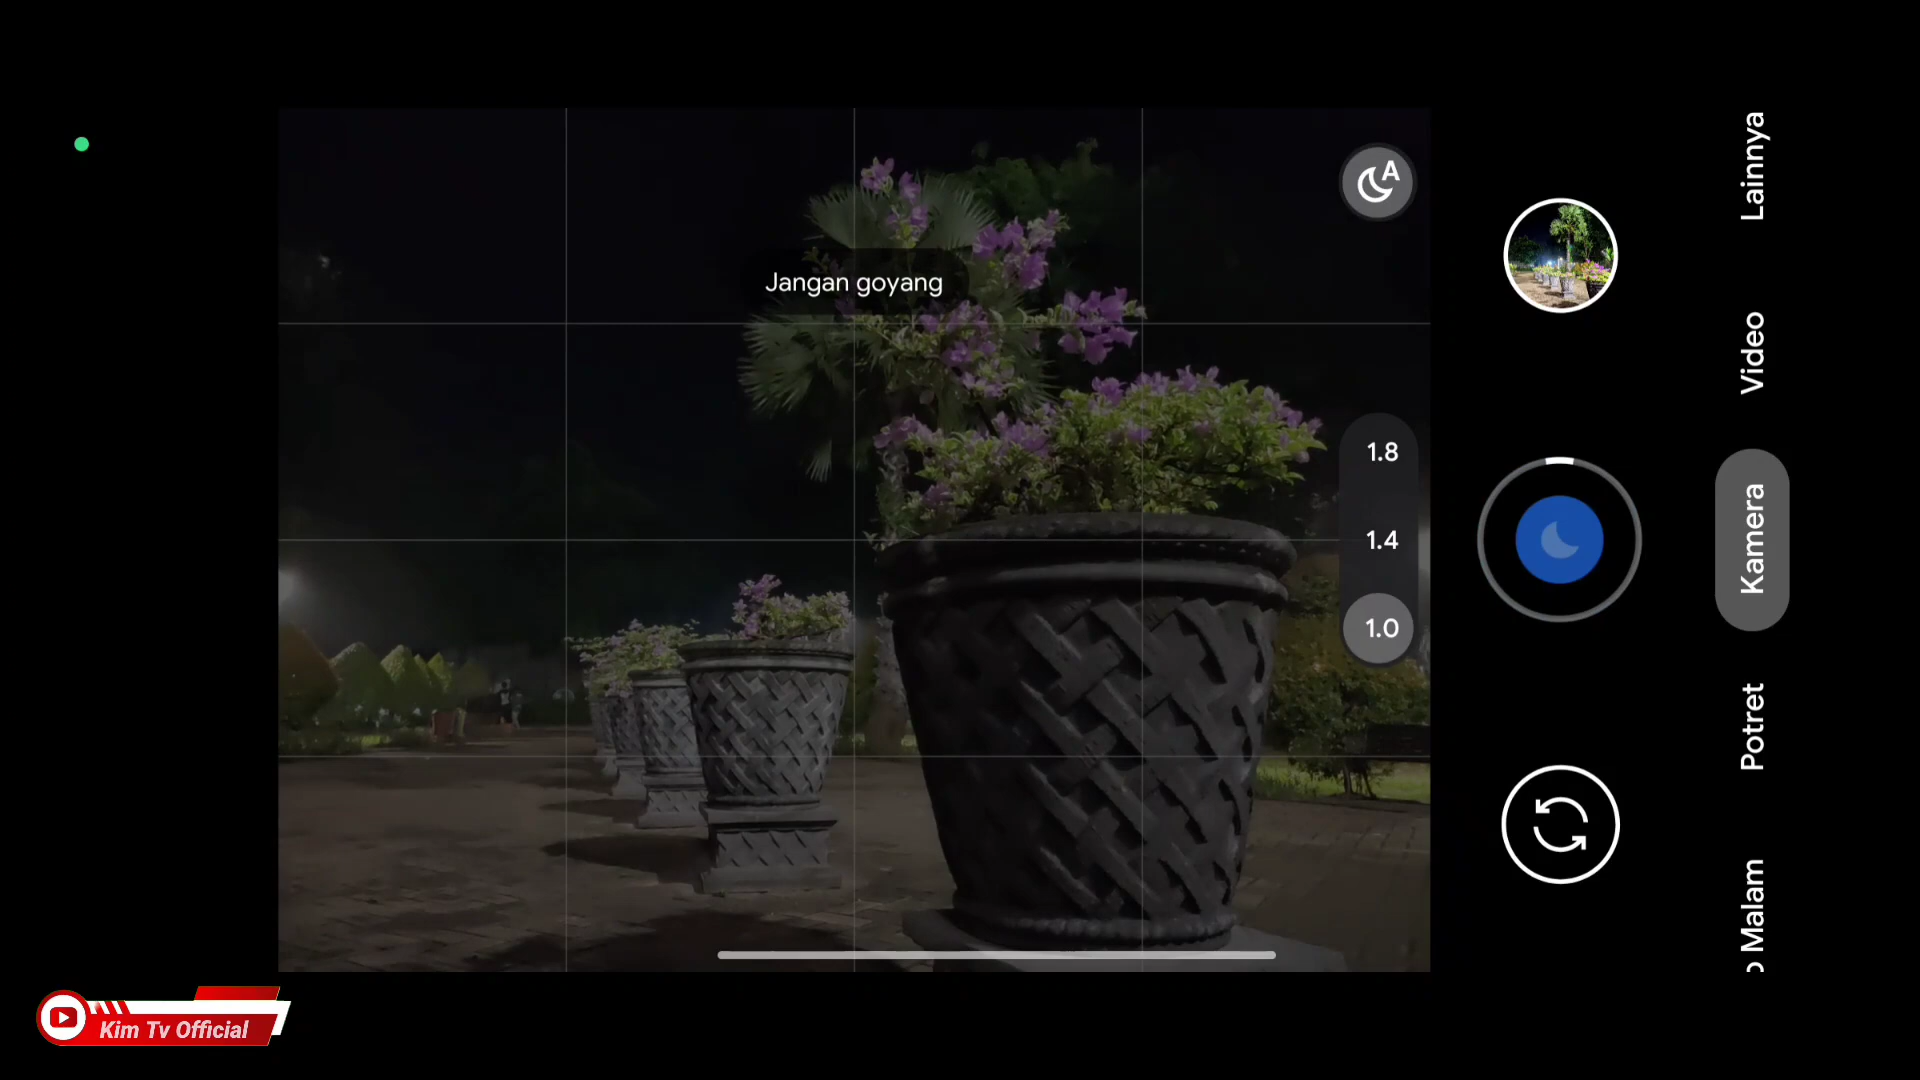 Jangan goyang
A
1.8
1.4
1.0
Lainnya
Video
Kamera
Potret
Malam
Kim Tv Official